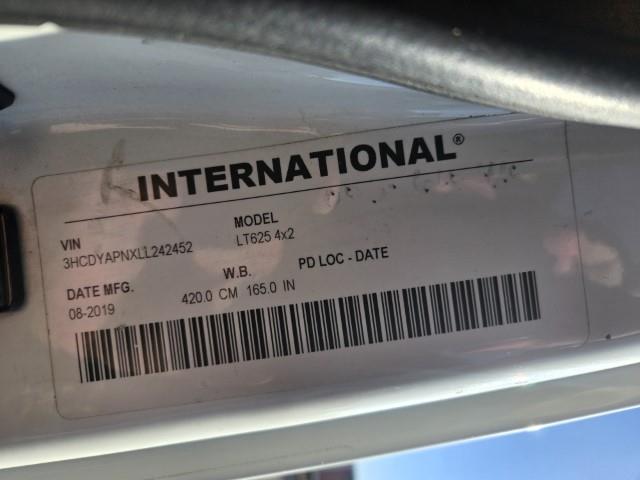 INTERNATIONAL®
VIN MODEL
3HCDYAPNXLL242452 LT625 4x2
DATE MFG. W.B. PD LOC - DATE
08-2019 420.0 CM 165.0 IN